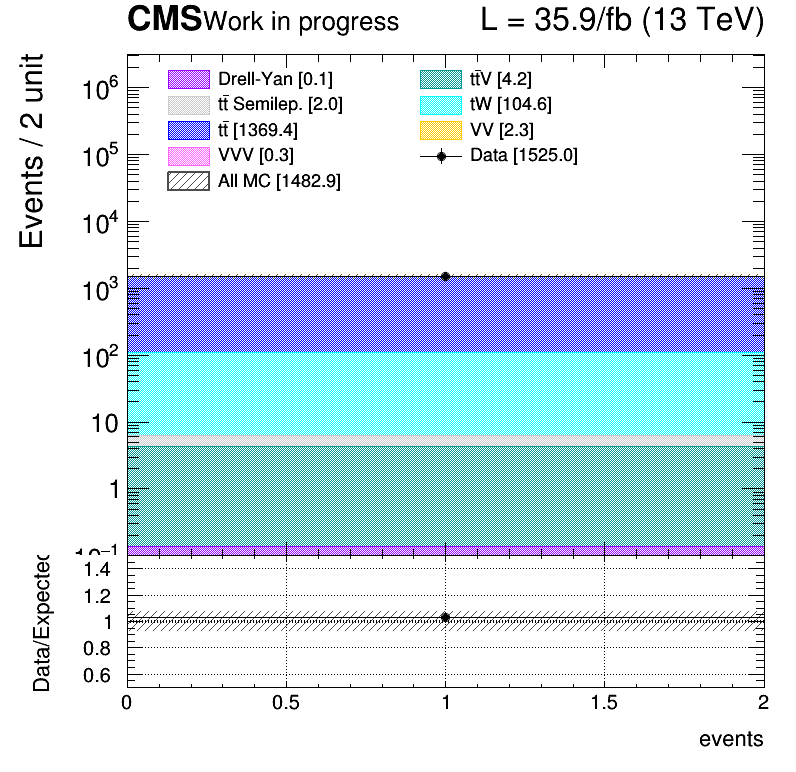 CMS Work in progress L = 35.9/fb (13 TeV)
Events / 2 unit
Drell-Yan [0.1]
tt̄ Semilep. [2.0]
tt̄ [1369.4]
VVV [0.3]
All MC [1482.9]
tt̄V [4.2]
tW [104.6]
VV [2.3]
Data [1525.0]
10⁶
10⁵
10⁴
10³
10²
10
1
10⁻¹
Data/Expected
1.4
1.2
1
0.8
0.6
0 0.5 1 1.5 2
events